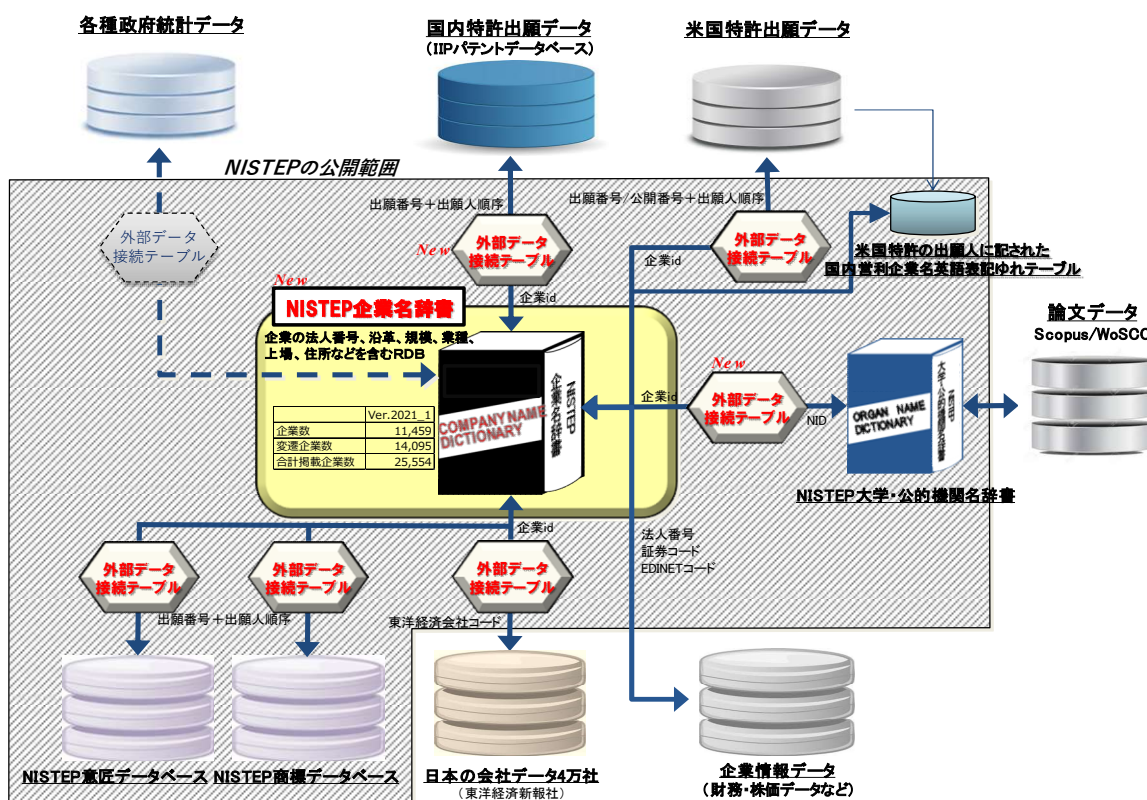 各種政府統計データ
国内特許出願データ
(IIPパテントデータベース)
米国特許出願データ
NISTEPの公開範囲
出願番号+出願人順序
出願番号/公開番号+出願人順序
外部データ
接続テーブル
New
外部データ
接続テーブル
外部データ
接続テーブル
企業id
米国特許の出願人に記された
国内営利企業名英語表記ゆれテーブル
企業id
New
NISTEP企業名辞書
企業の法人番号、沿革、規模、業種、
上場、住所などを含むRDB
論文データ
Scopus/WoSCC
New
外部データ
接続テーブル
企業id
NID
COMPANY NAME
DICTIONARY
NISTEP
企業名辞書
ORGAN NAME
DICTIONARY
NISTEP
大学・公的機関名辞書
Ver.2021_1
企業数 11,459
変遷企業数 14,095
合計掲載企業数 25,554
NISTEP大学・公的機関名辞書
企業id
法人番号
証券コード
EDINETコード
外部データ
接続テーブル
外部データ
接続テーブル
外部データ
接続テーブル
出願番号+出願人順序
東洋経済会社コード
NISTEP意匠データベース
NISTEP商標データベース
日本の会社データ4万社
(東洋経済新報社)
企業情報データ
(財務・株価データなど)